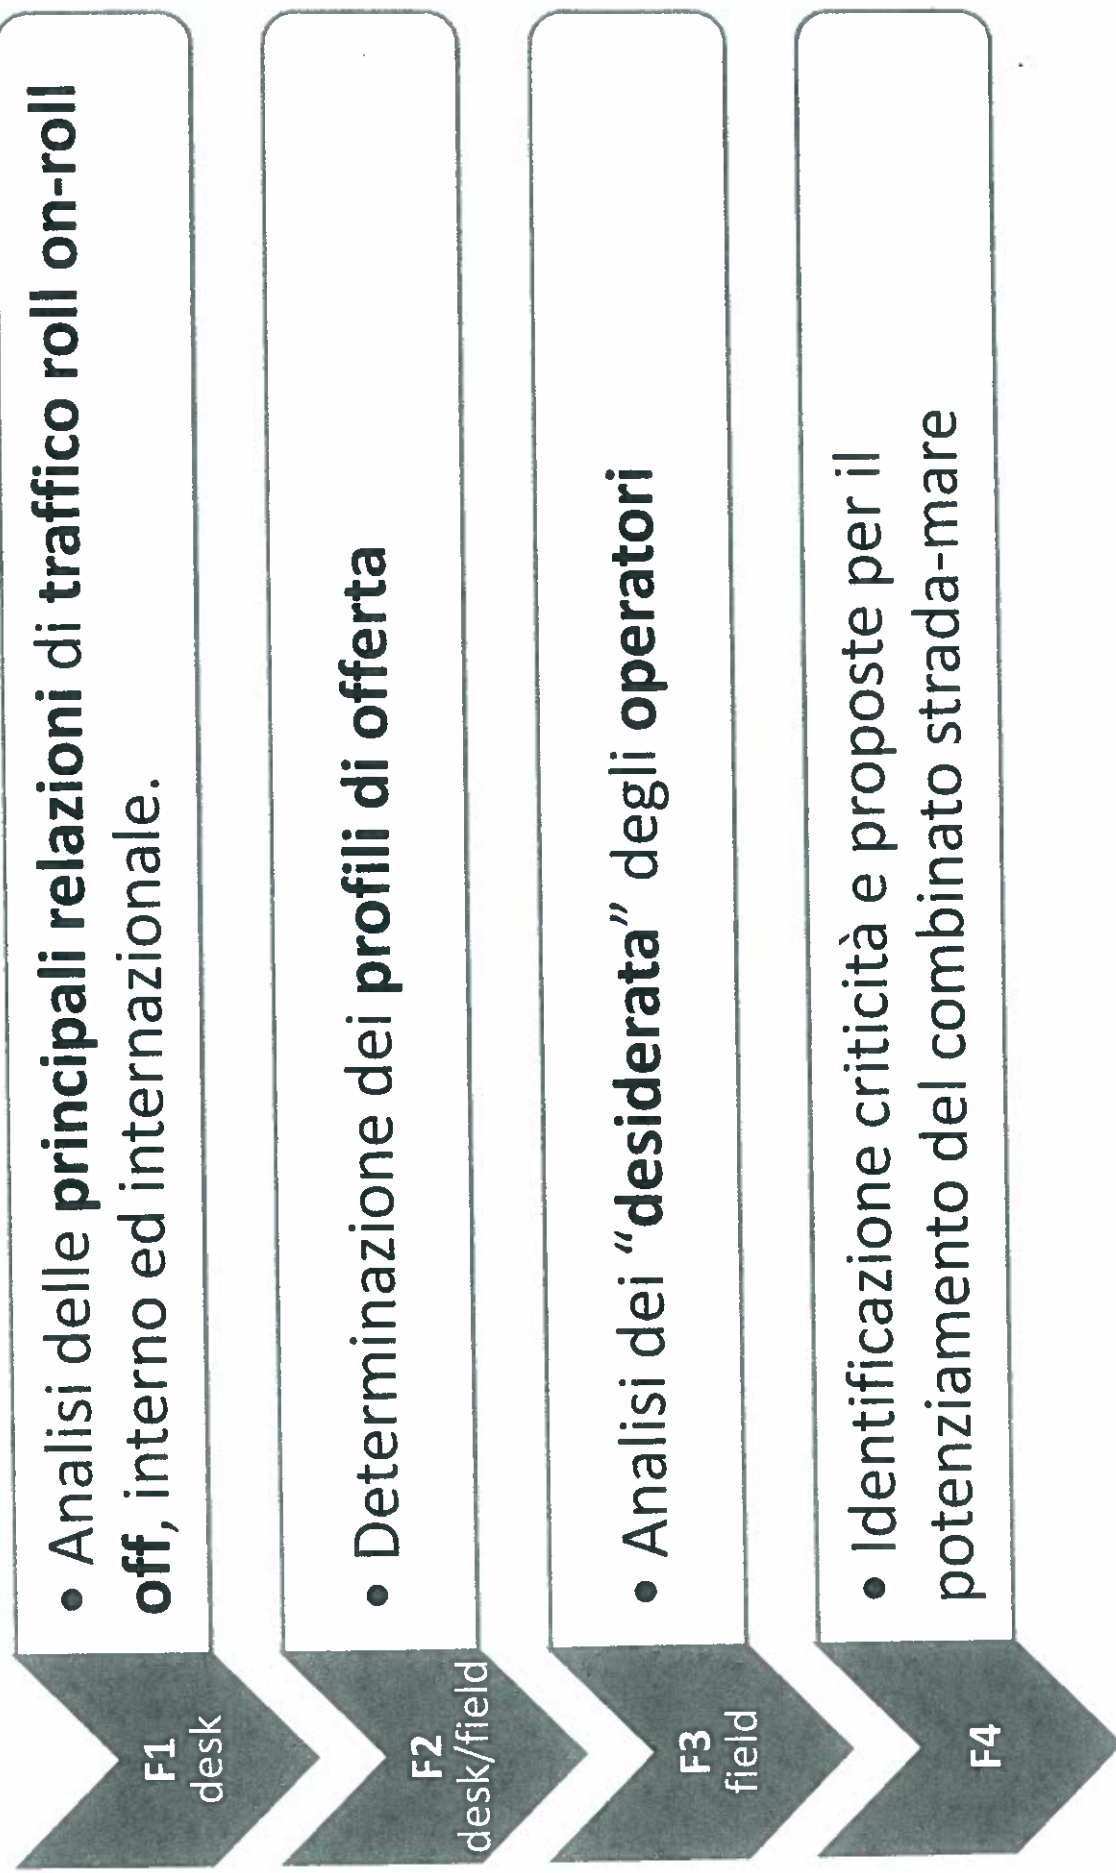 F1
desk
• Analisi delle principali relazioni di traffico roll on-roll
off, interno ed internazionale.
F2
desk/field
• Determinazione dei profili di offerta
F3
field
• Analisi dei “desiderata” degli operatori
F4
• Identificazione criticità e proposte per il
potenziamento del combinato strada-mare